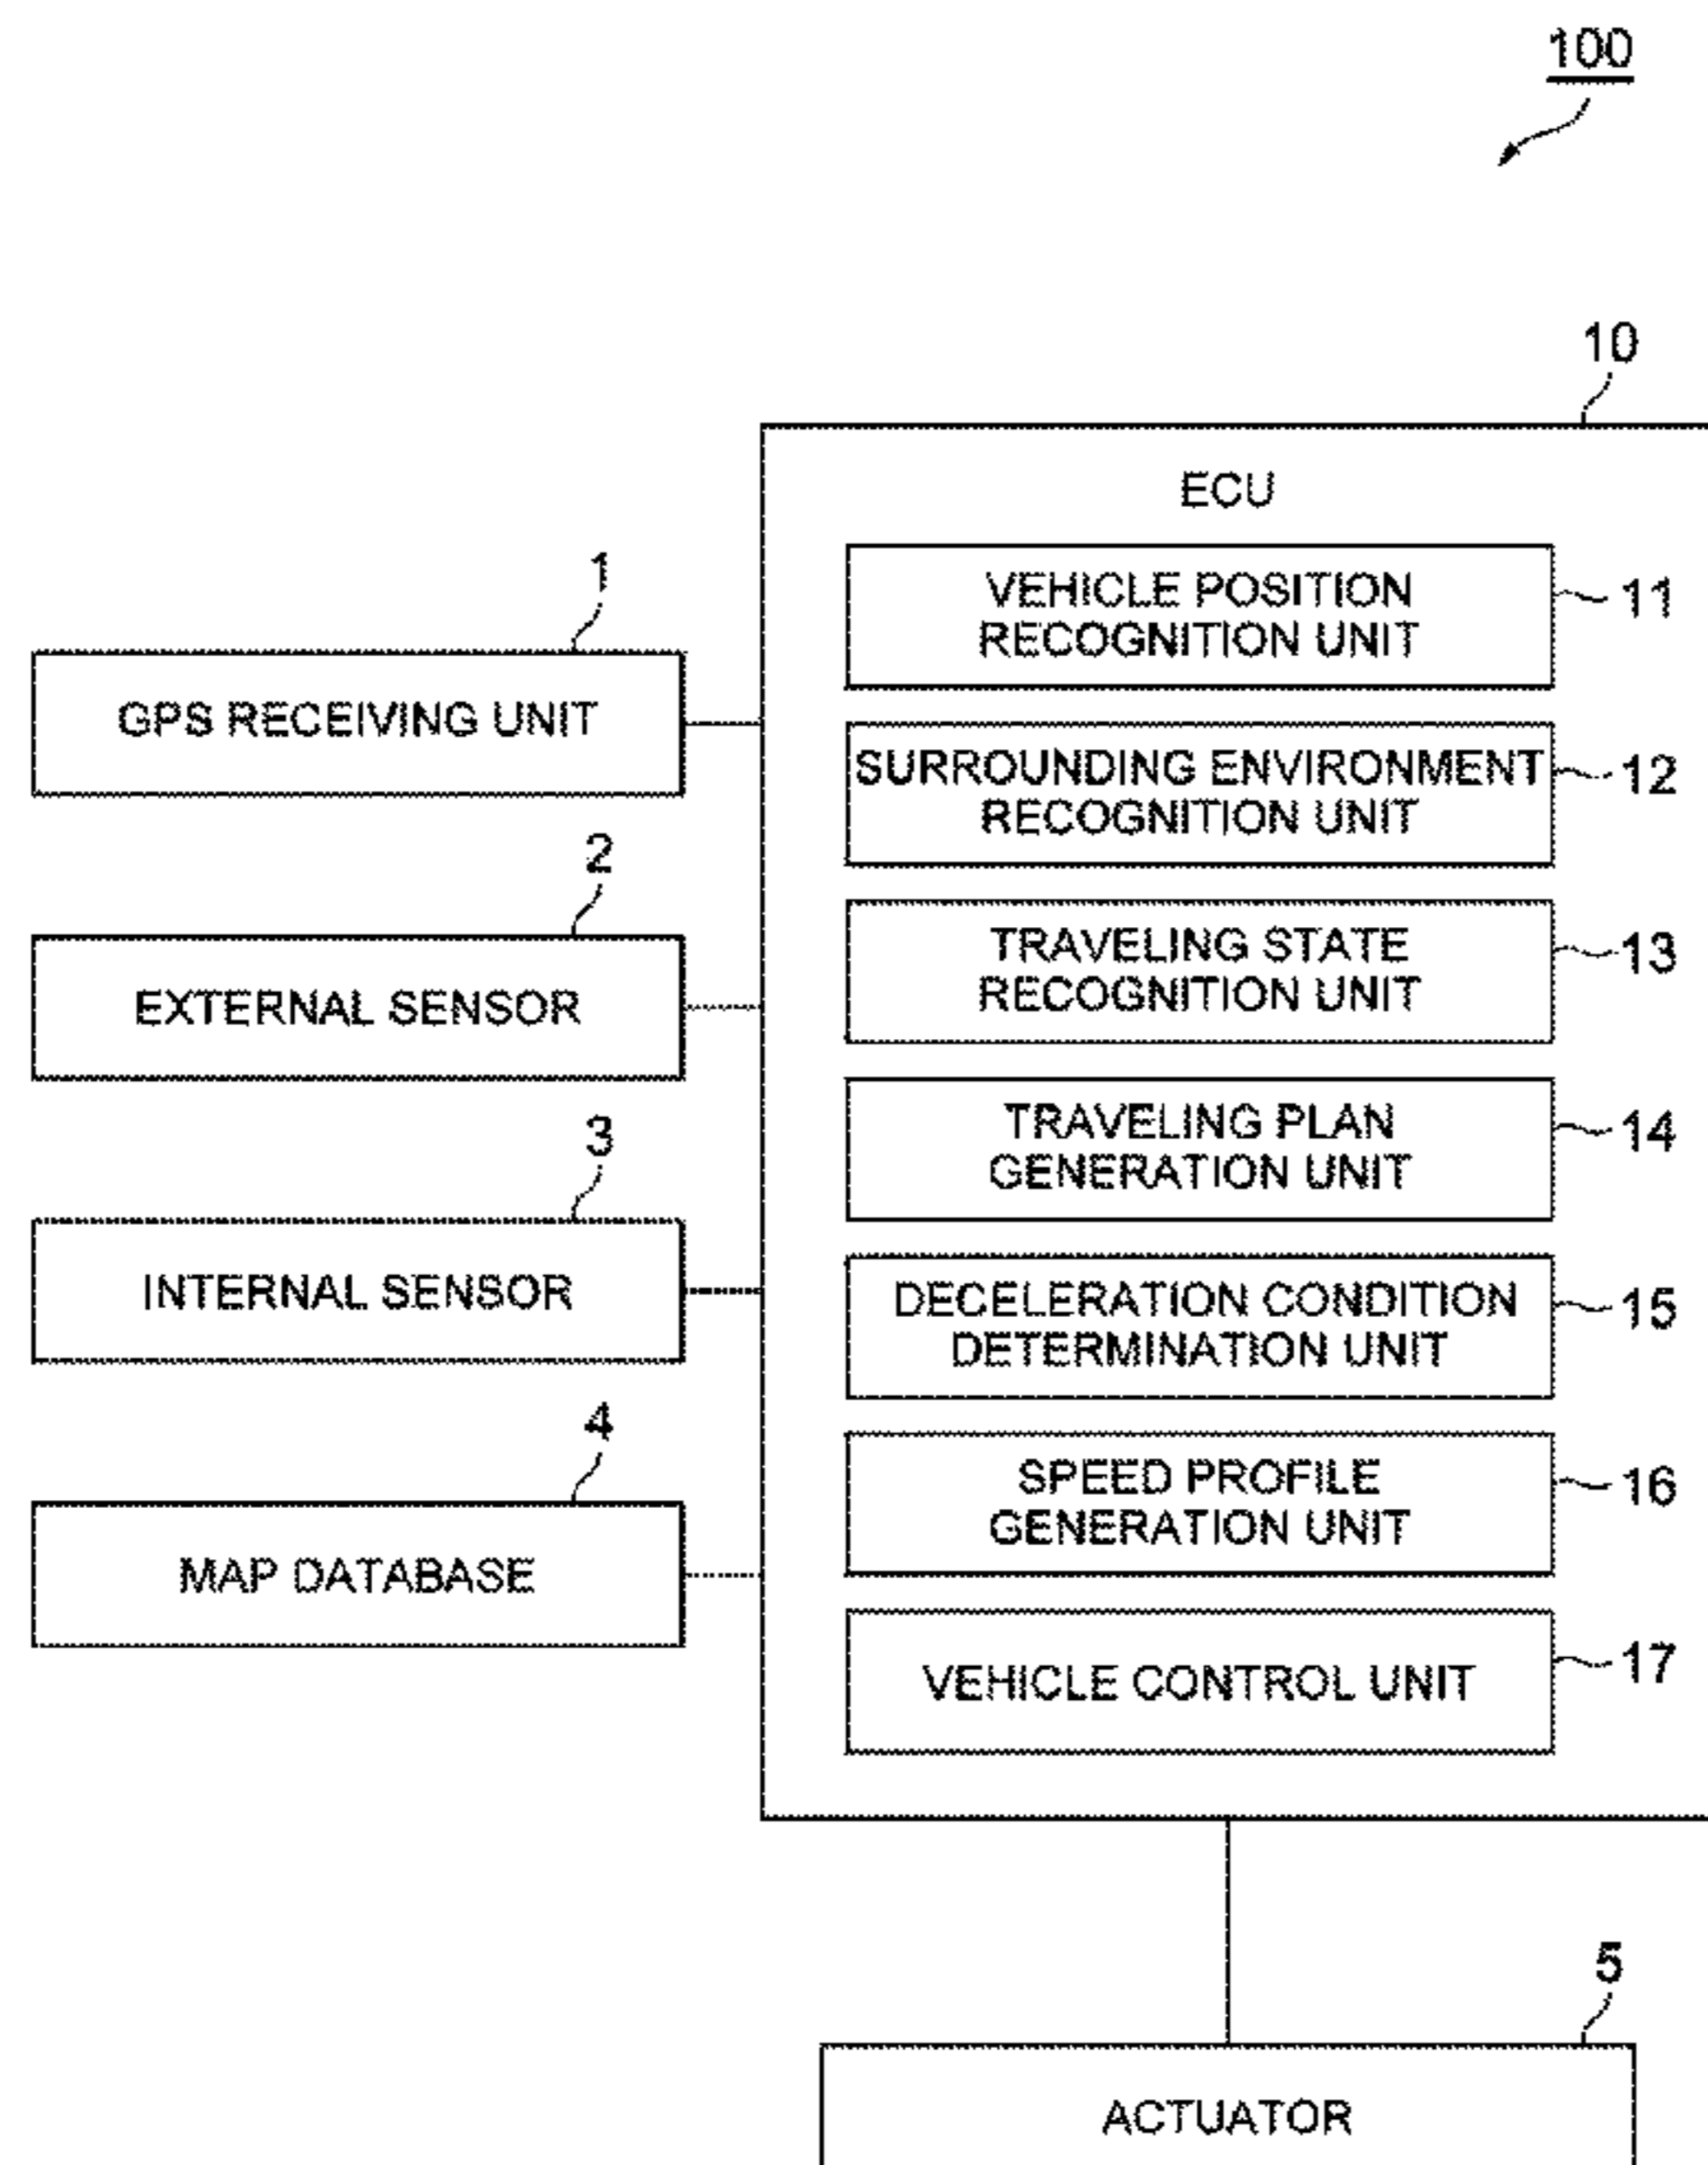 100
10
ECU
1
GPS RECEIVING UNIT
2
EXTERNAL SENSOR
3
INTERNAL SENSOR
4
MAP DATABASE
VEHICLE POSITION
RECOGNITION UNIT
11
SURROUNDING ENVIRONMENT
RECOGNITION UNIT
12
TRAVELING STATE
RECOGNITION UNIT
13
TRAVELING PLAN
GENERATION UNIT
14
DECELERATION CONDITION
DETERMINATION UNIT
15
SPEED PROFILE
GENERATION UNIT
16
VEHICLE CONTROL UNIT
17
5
ACTUATOR